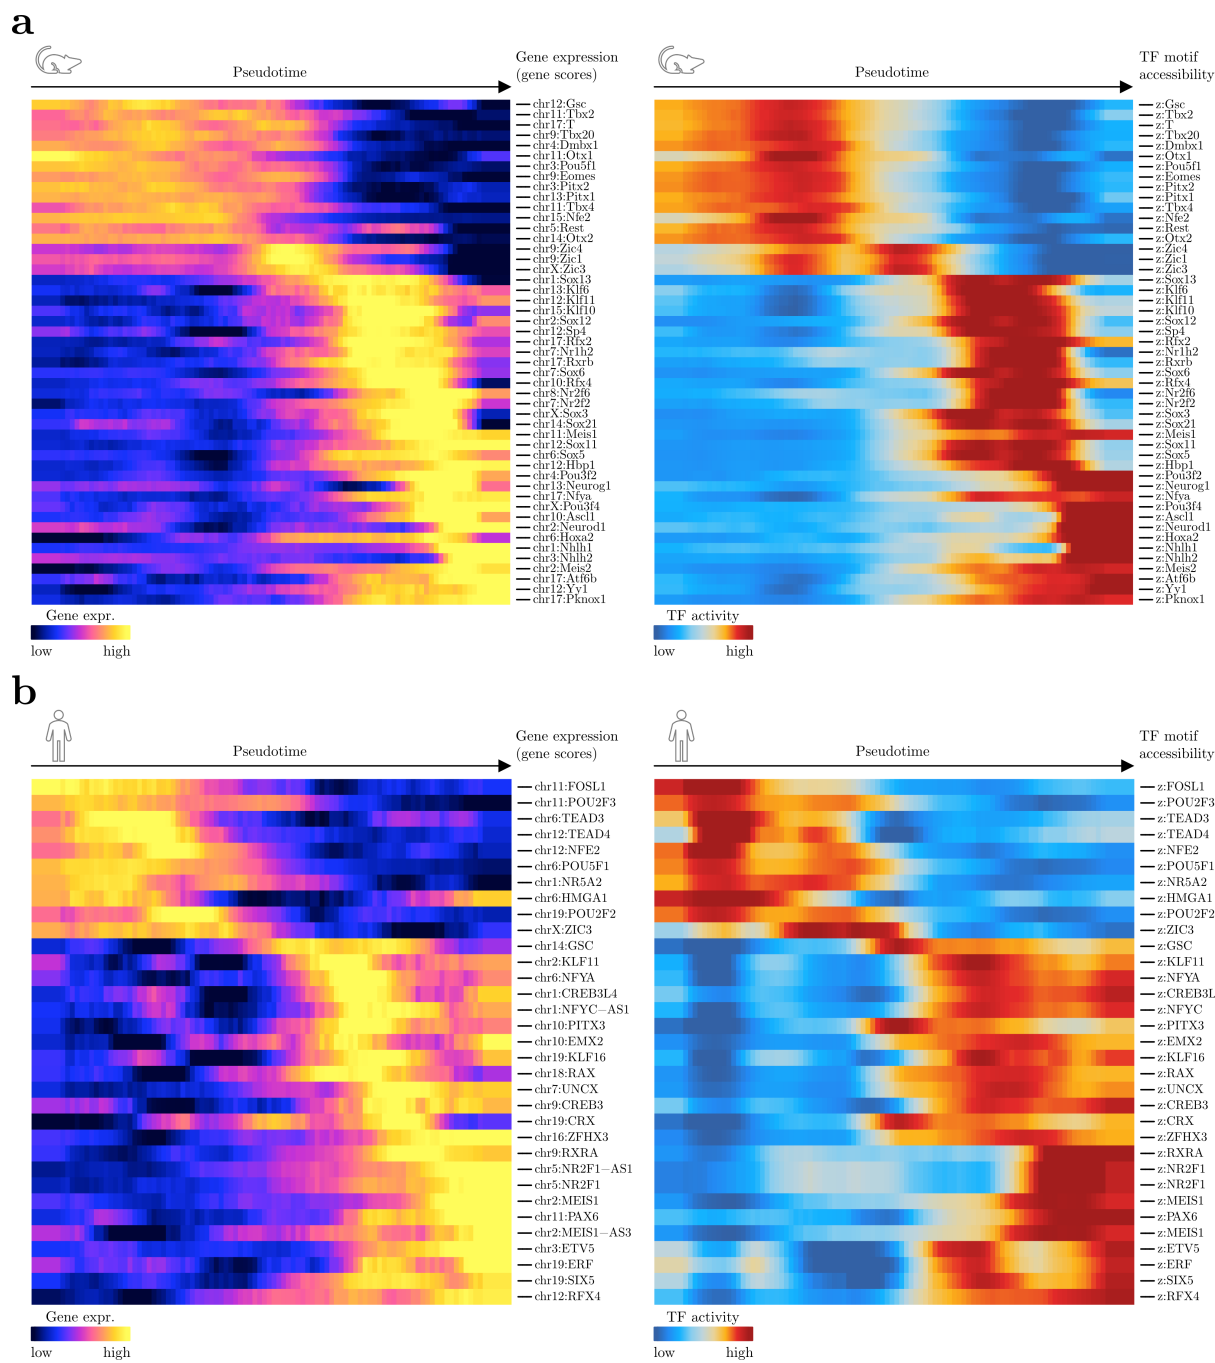 a
Pseudotime
Gene expression
(gene scores)
chr12:Gsc
chr11:Tbx2
chr17:T
chr9:Tbx20
chr4:Dmbx1
chr11:Otx1
chr3:Pou5f1
chr9:Eomes
chr3:Pitx2
chr13:Pitx1
chr11:Tbx4
chr15:Nfe2
chr5:Rest
chr14:Otx2
chr9:Zic4
chr9:Zic1
chrX:Zic3
chr1:Sox13
chr13:Klf6
chr12:Klf11
chr15:Klf10
chr2:Sox12
chr12:Sp4
chr17:Rfx2
chr7:Nr1h2
chr17:Rxrb
chr7:Sox6
chr10:Rfx4
chr8:Nr2f6
chr7:Nr2f2
chrX:Sox3
chr14:Sox21
chr11:Meis1
chr12:Sox11
chr6:Sox5
chr12:Hbp1
chr4:Pou3f2
chr13:Neurog1
chr17:Nfya
chrX:Pou3f4
chr10:Ascl1
chr2:Neurod1
chr6:Hoxa2
chr1:Nhlh1
chr3:Nhlh2
chr2:Meis2
chr17:Atf6b
chr12:Yy1
chr17:Pknox1
Gene expr.
low high
Pseudotime
TF motif
accessibility
z:Gsc
z:Tbx2
z:T
z:Tbx20
z:Dmbx1
z:Otx1
z:Pou5f1
z:Eomes
z:Pitx2
z:Pitx1
z:Tbx4
z:Nfe2
z:Rest
z:Otx2
z:Zic4
z:Zic1
z:Zic3
z:Sox13
z:Klf6
z:Klf11
z:Klf10
z:Sox12
z:Sp4
z:Rfx2
z:Nr1h2
z:Rxrb
z:Sox6
z:Rfx4
z:Nr2f6
z:Nr2f2
z:Sox3
z:Sox21
z:Meis1
z:Sox11
z:Sox5
z:Hbp1
z:Pou3f2
z:Neurog1
z:Nfya
z:Pou3f4
z:Ascl1
z:Neurod1
z:Hoxa2
z:Nhlh1
z:Nhlh2
z:Meis2
z:Atf6b
z:Yy1
z:Pknox1
TF activity
low high
b
Pseudotime
Gene expression
(gene scores)
chr11:FOSL1
chr11:POU2F3
chr6:TEAD3
chr12:TEAD4
chr12:NFE2
chr6:POU5F1
chr1:NR5A2
chr6:HMGA1
chr19:POU2F2
chrX:ZIC3
chr14:GSC
chr2:KLF11
chr6:NFYA
chr1:CREB3L4
chr1:NFYC−AS1
chr10:PITX3
chr10:EMX2
chr19:KLF16
chr18:RAX
chr7:UNCX
chr9:CREB3
chr19:CRX
chr16:ZFHX3
chr9:RXRA
chr5:NR2F1−AS1
chr5:NR2F1
chr2:MEIS1
chr11:PAX6
chr2:MEIS1−AS3
chr3:ETV5
chr19:ERF
chr19:SIX5
chr12:RFX4
Gene expr.
low high
Pseudotime
TF motif
accessibility
z:FOSL1
z:POU2F3
z:TEAD3
z:TEAD4
z:NFE2
z:POU5F1
z:NR5A2
z:HMGA1
z:POU2F2
z:ZIC3
z:GSC
z:KLF11
z:NFYA
z:CREB3L
z:NFYC
z:PITX3
z:EMX2
z:KLF16
z:RAX
z:UNCX
z:CREB3
z:CRX
z:ZFHX3
z:RXRA
z:NR2F1
z:NR2F1
z:MEIS1
z:PAX6
z:MEIS1
z:ETV5
z:ERF
z:SIX5
z:RFX4
TF activity
low high